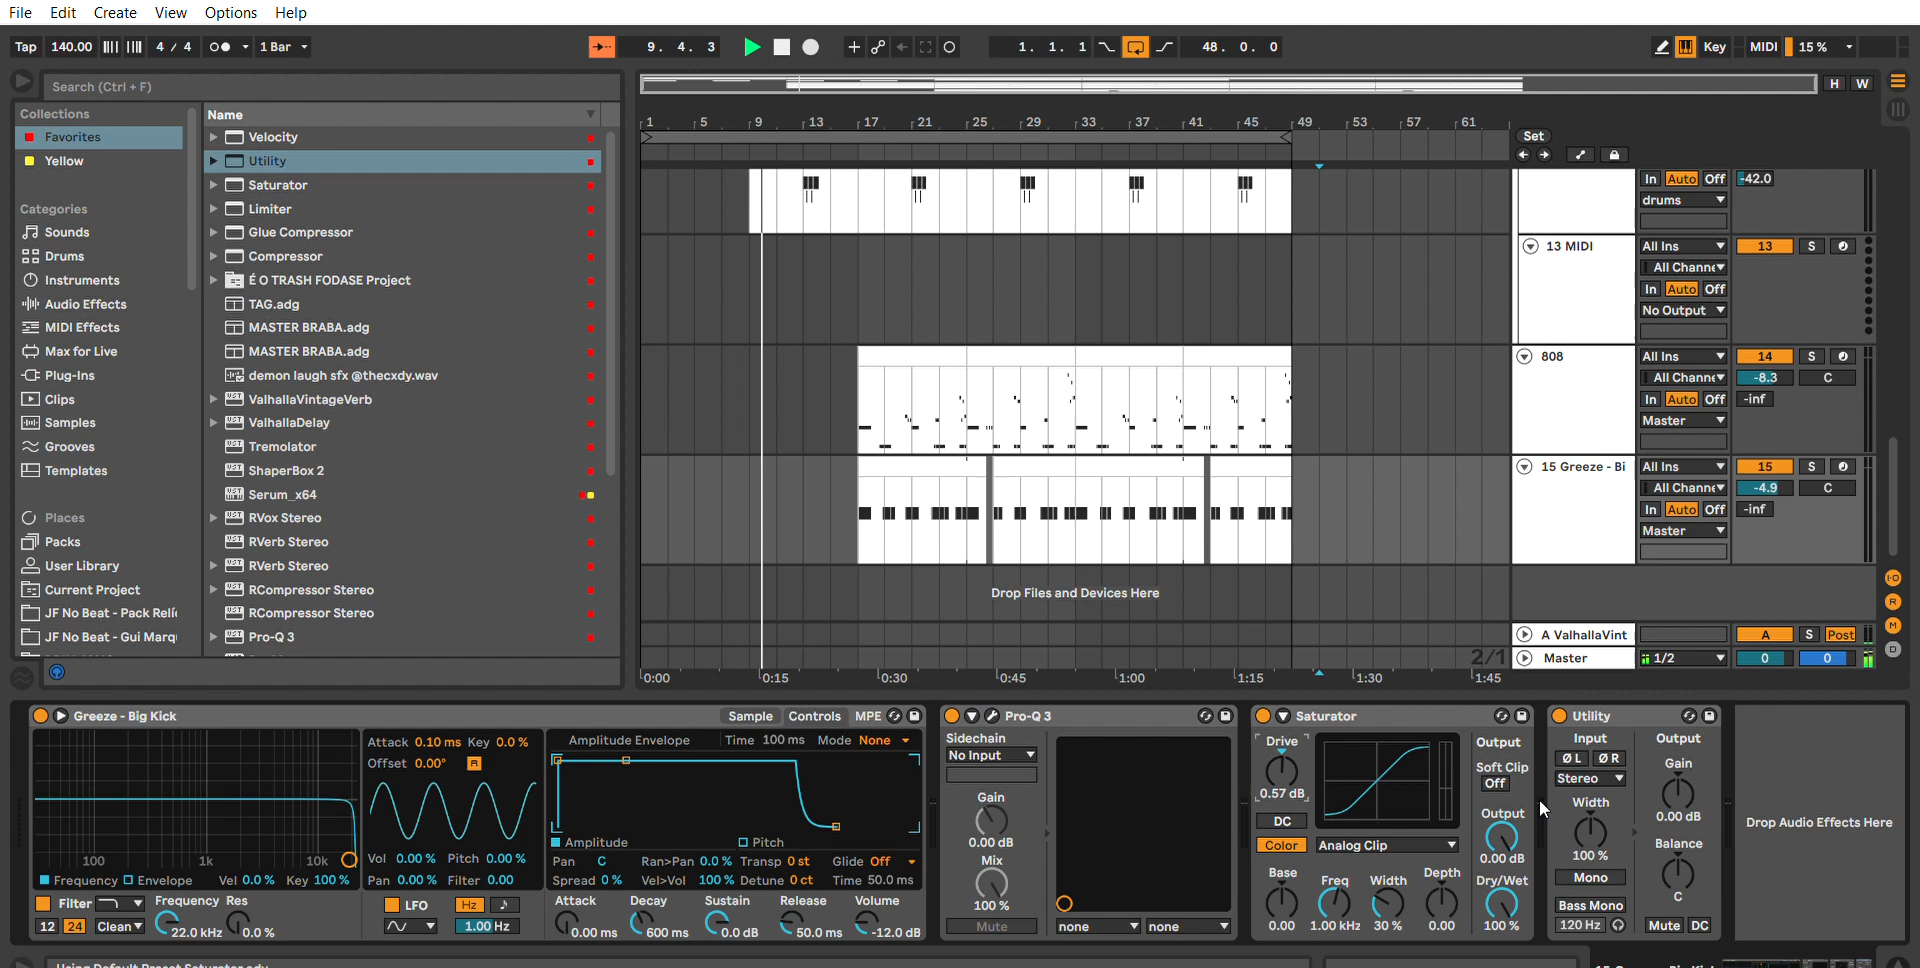 File Edit Create View Options Help
Tap 140.00 4 / 4 1 Bar 9. 4. 3 1. 1. 1 48. 0. 0 Key MIDI 15 %
Search (Ctrl + F)
H W
Collections
Favorites
Yellow
Categories
Sounds
Drums
Instruments
Audio Effects
MIDI Effects
Max for Live
Plug-Ins
Clips
Samples
Grooves
Templates
Places
Packs
User Library
Current Project
JF No Beat - Pack Reli
JF No Beat - Gui Marq
Name
Velocity
Utility
Saturator
Limiter
Glue Compressor
Compressor
É O TRASH FODASE Project
TAG.adg
MASTER BRABA.adg
MASTER BRABA.adg
demon laugh sfx @thecxdy.wav
ValhallaVintageVerb
ValhallaDelay
Tremolator
ShaperBox 2
Serum_x64
RVox Stereo
RVerb Stereo
RVerb Stereo
RCompressor Stereo
RCompressor Stereo
Pro-Q 3
1 5 9 13 17 21 25 29 33 37 41 45 49 53 57 61
Set
In Auto Off -42.0
drums
13 MIDI All Ins 13 S
All Channe
In Auto Off
No Output
808 All Ins 14 S
All Channe -8.3 C
In Auto Off -inf
Master
15 Greeze - Bi All Ins 15 S
All Channe -4.9 C
In Auto Off -inf
Master
Drop Files and Devices Here
A ValhallaVint A S Post
2/1 Master 1/2 0 0
0:00 0:15 0:30 0:45 1:00 1:15 1:30 1:45
I·O
R
M
D
Greeze - Big Kick Sample Controls MPE
100 1k 10k
Frequency Envelope Vel 0.0 % Key 100 %
Filter Frequency Res
12 24 Clean 22.0 kHz 0.0 %
Attack 0.10 ms Key 0.0 %
Offset 0.00° R
Vol 0.00 % Pitch 0.00 %
Pan 0.00 % Filter 0.00
LFO Hz
1.00 Hz
Amplitude Envelope Time 100 ms Mode None
Amplitude Pitch
Pan C Ran>Pan 0.0 % Transp 0 st Glide Off
Spread 0 % Vel>Vol 100 % Detune 0 ct Time 50.0 ms
Attack Decay Sustain Release Volume
0.00 ms 600 ms 0.0 dB 50.0 ms -12.0 dB
Pro-Q 3
Sidechain
No Input
Gain
0.00 dB
Mix
100 %
Mute none none
Saturator
Drive
0.57 dB
DC
Color Analog Clip
Base Freq Width Depth
0.00 1.00 kHz 30 % 0.00
Output
Soft Clip
Off
Output
0.00 dB
Dry/Wet
100 %
Utility
Input
Ø L Ø R
Stereo
Width
100 %
Mono
Bass Mono
120 Hz
Output
Gain
0.00 dB
Balance
C
Mute DC
Drop Audio Effects Here